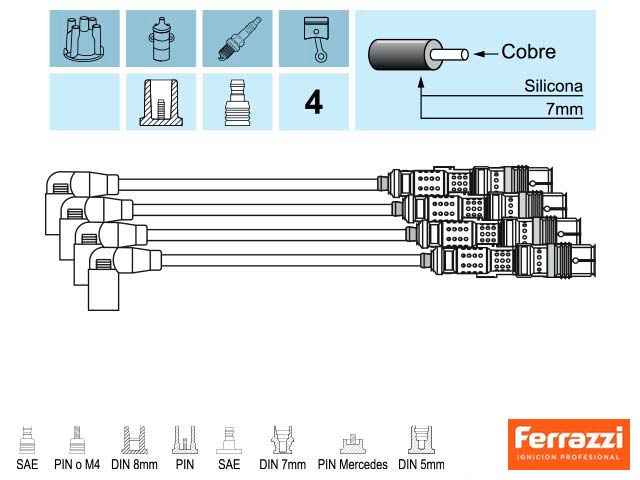 Cobre
Silicona
7mm
4
SAE PIN o M4 DIN 8mm PIN SAE DIN 7mm PIN Mercedes DIN 5mm
Ferrazzi
IGNICION PROFESIONAL